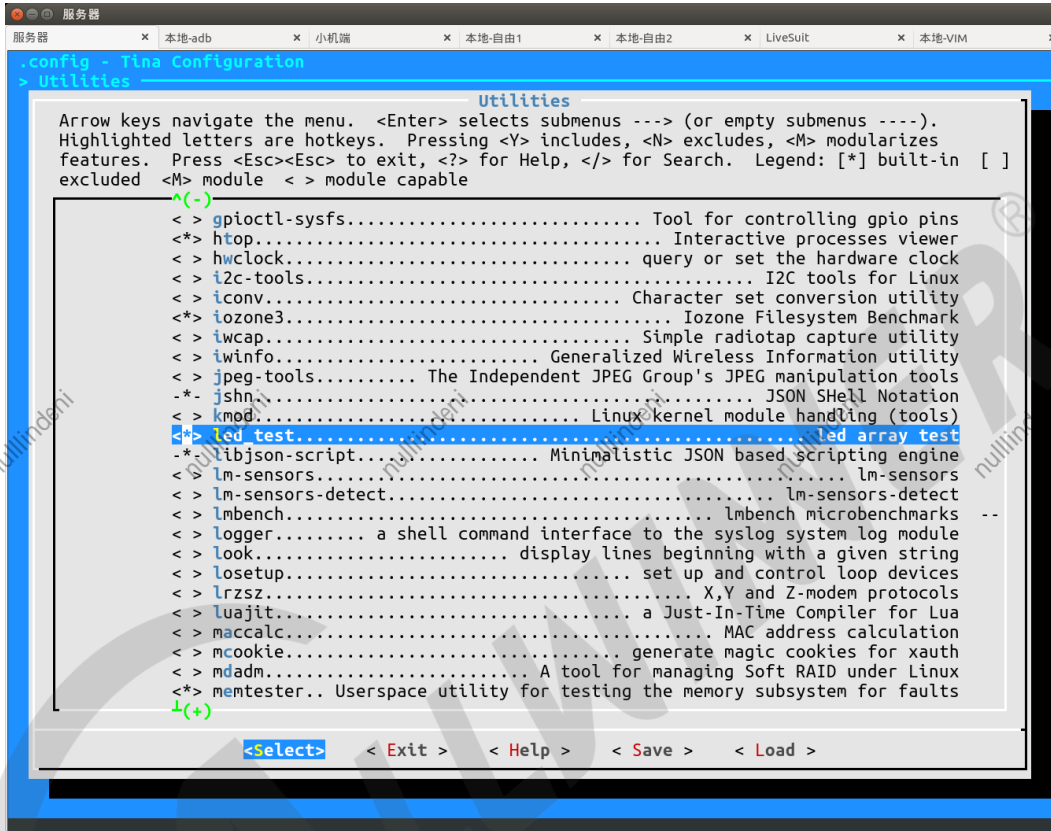 服务器
服务器 × 本地-adb × 小机端 × 本地-自由1 × 本地-自由2 × LiveSuit × 本地-VIM ×
.config - Tina Configuration
> Utilities
Utilities
Arrow keys navigate the menu.  <Enter> selects submenus ---> (or empty submenus ----).
Highlighted letters are hotkeys.  Pressing <Y> includes, <N> excludes, <M> modularizes
features.  Press <Esc><Esc> to exit, <?> for Help, </> for Search.  Legend: [*] built-in  [ ]
excluded  <M> module  < > module capable
^(-)
< > gpioctl-sysfs............................. Tool for controlling gpio pins
<*> htop....................................... Interactive processes viewer
< > hwclock................................. query or set the hardware clock
< > i2c-tools............................................ I2C tools for Linux
< > iconv................................ Character set conversion utility
<*> iozone3..................................... Iozone Filesystem Benchmark
< > iwcap.................................. Simple radiotap capture utility
< > iwinfo.......................... Generalized Wireless Information utility
< > jpeg-tools.......... The Independent JPEG Group's JPEG manipulation tools
-*- jshn............................................... JSON SHell Notation
< > kmod................................ Linux kernel module handling (tools)
<*> led_test.................................................. led array test
-*- libjson-script.................. Minimalistic JSON based scripting engine
< > lm-sensors.................................................... lm-sensors
< > lm-sensors-detect...................................... lm-sensors-detect
< > lmbench.......................................... lmbench microbenchmarks  --
< > logger......... a shell command interface to the syslog system log module
< > look......................... display lines beginning with a given string
< > losetup.................................. set up and control loop devices
< > lrzsz......................................... X,Y and Z-modem protocols
< > luajit................................... a Just-In-Time Compiler for Lua
< > maccalc.......................................... MAC address calculation
< > mcookie................................. generate magic cookies for xauth
< > mdadm.......................... A tool for managing Soft RAID under Linux
<*> memtester.. Userspace utility for testing the memory subsystem for faults
┴(+)
<Select>    < Exit >    < Help >    < Save >    < Load >
nulllindeni
nulllindeni
nulllindeni
nulllindeni
nulllindeni